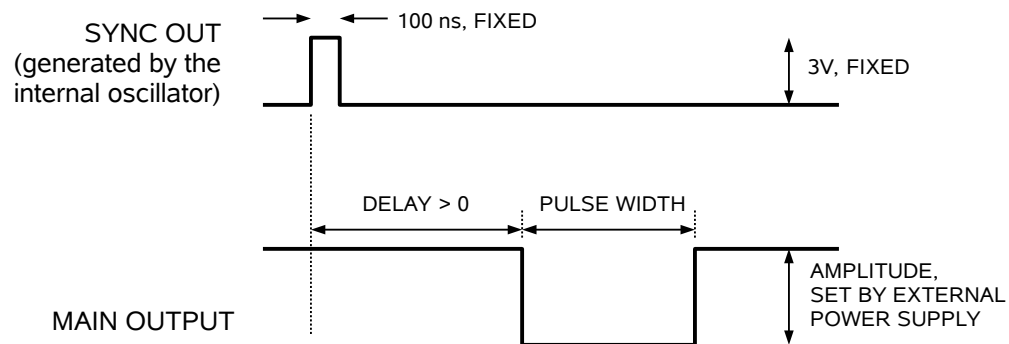 100 ns, FIXED
SYNC OUT
(generated by the
internal oscillator)
3V, FIXED
DELAY > 0
PULSE WIDTH
AMPLITUDE,
SET BY EXTERNAL
POWER SUPPLY
MAIN OUTPUT